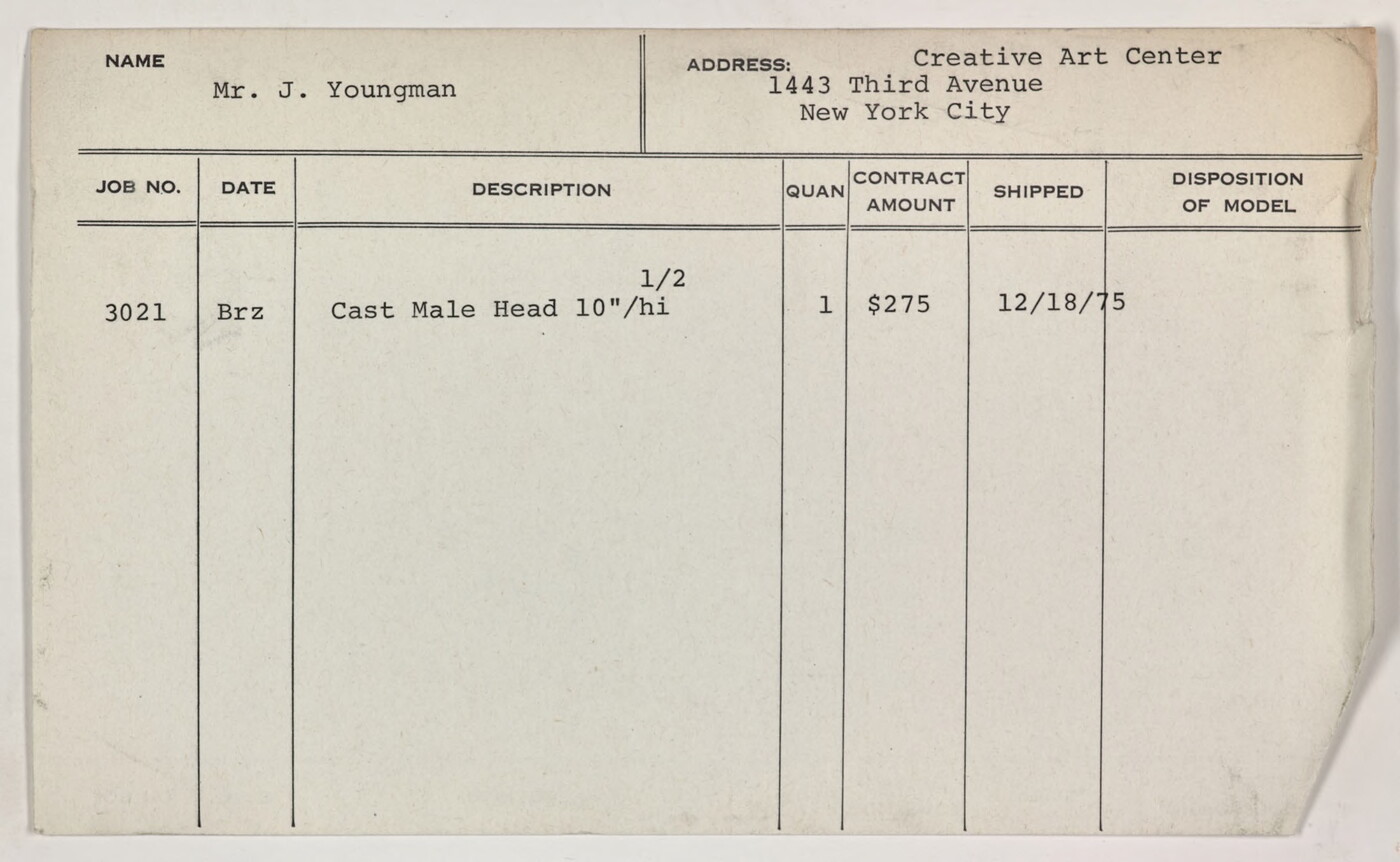 NAME
Mr. J. Youngman
ADDRESS: Creative Art Center
1443 Third Avenue
New York City
JOB NO. DATE DESCRIPTION QUAN CONTRACT AMOUNT SHIPPED DISPOSITION OF MODEL
1/2
3021 Brz Cast Male Head 10"/hi 1 $275 12/18/75